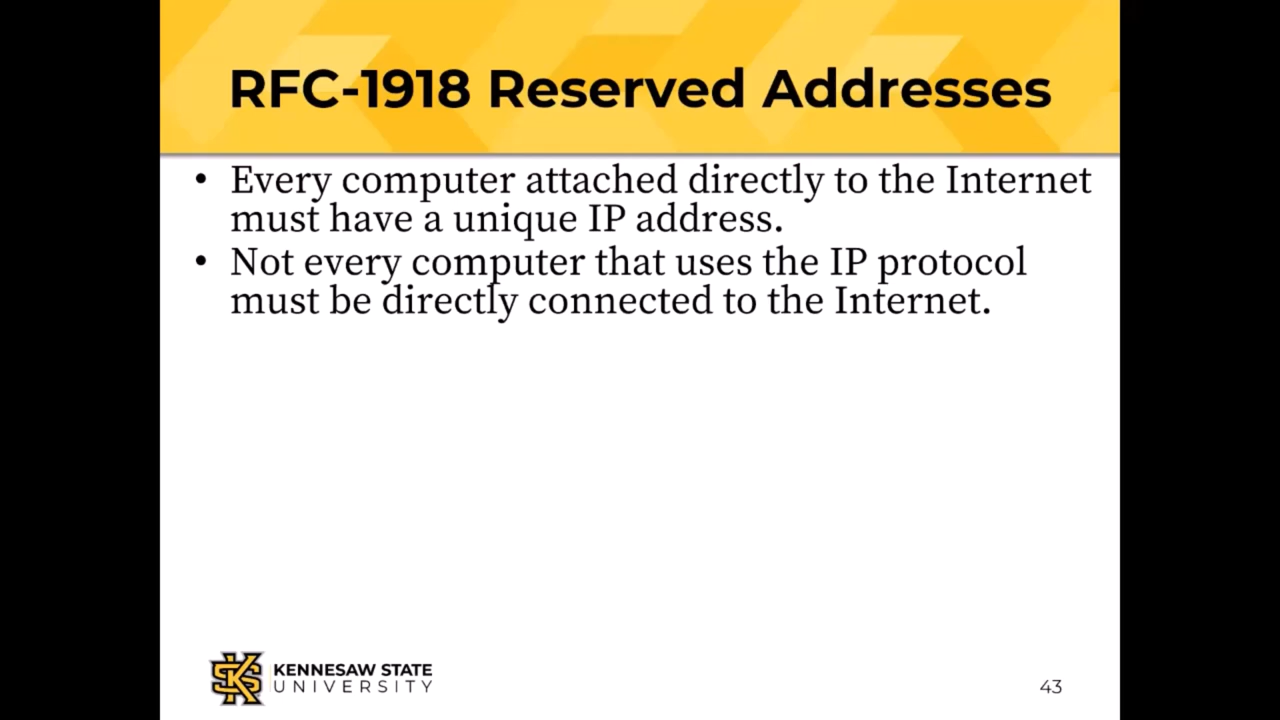 RFC-1918 Reserved Addresses
• Every computer attached directly to the Internet
must have a unique IP address.
• Not every computer that uses the IP protocol
must be directly connected to the Internet.
KS
KENNESAW STATE
UNIVERSITY
43